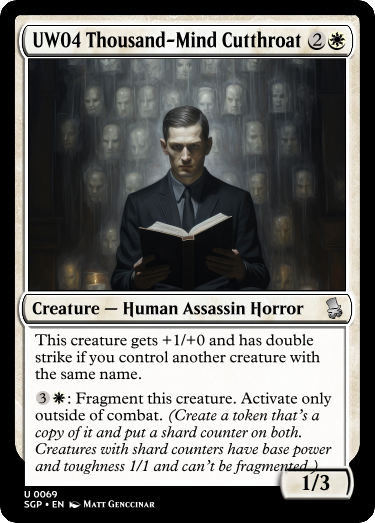 UW04 Thousand-Mind Cutthroat 2
Creature — Human Assassin Horror
This creature gets +1/+0 and has double
strike if you control another creature with
the same name.
3: Fragment this creature. Activate only
outside of combat. (Create a token that's a
copy of it and put a shard counter on both.
Creatures with shard counters have base power
and toughness 1/1 and can't be fragmented.)
1/3
U 0069
SGP • EN Matt Genccinar